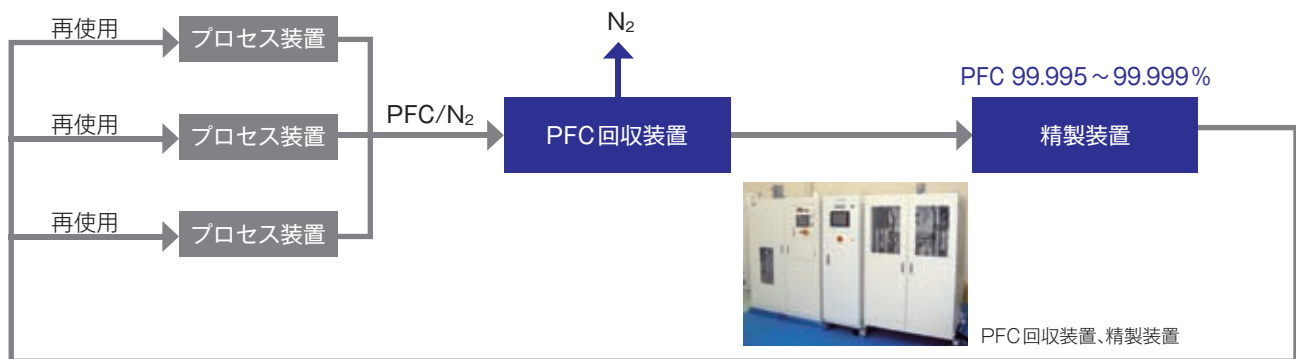 再使用
プロセス装置
再使用
プロセス装置
再使用
プロセス装置
PFC/N₂
N₂
PFC回収装置
PFC 99.995～99.999%
精製装置
PFC回収装置、精製装置